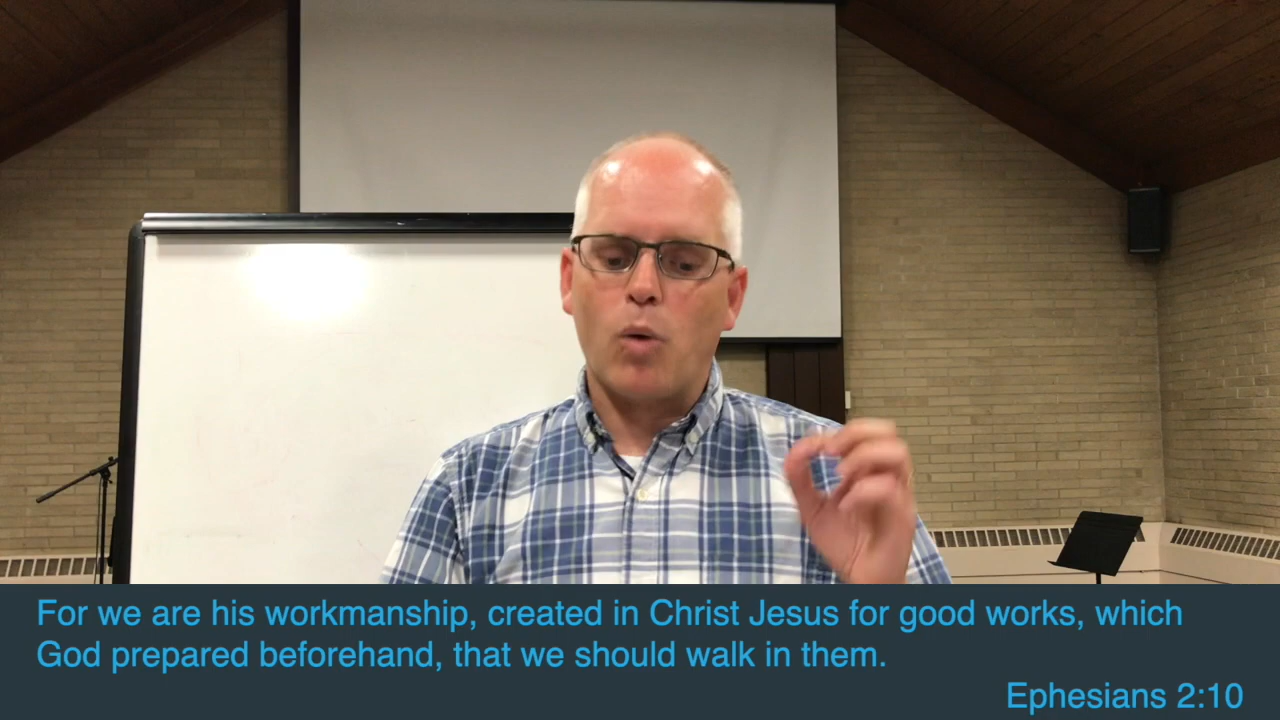 For we are his workmanship, created in Christ Jesus for good works, which
God prepared beforehand, that we should walk in them.
Ephesians 2:10